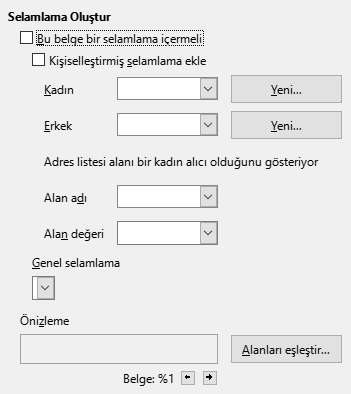 Selamlama Oluştur
Bu belge bir selamlama içermeli
Kişiselleştirmiş selamlama ekle
Kadın
Yeni...
Erkek
Yeni...
Adres listesi alanı bir kadın alıcı olduğunu gösteriyor
Alan adı
Alan değeri
Genel selamlama
Önizleme
Alanları eşleştir...
Belge: %1